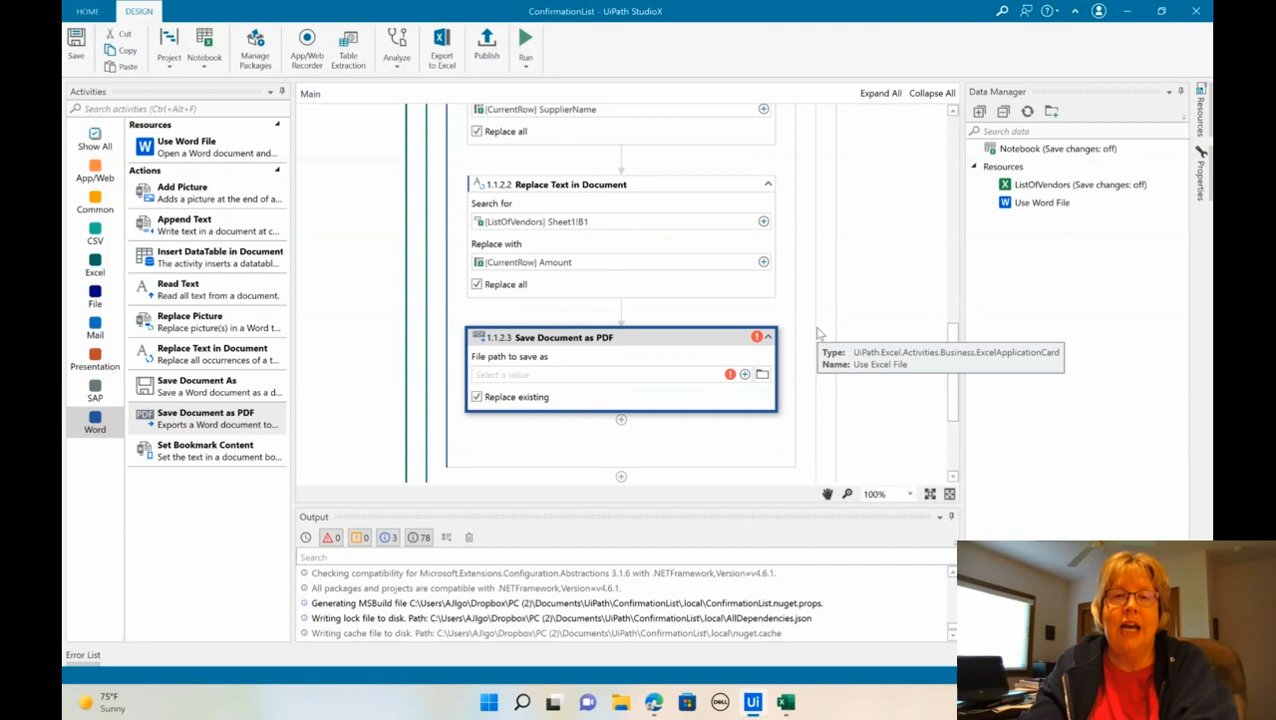 HOME
DESIGN
ConfirmationList - UiPath StudioX
Save
Cut
Copy
Paste
Project
Notebook
Manage Packages
App/Web Recorder
Table Extraction
Analyze
Export to Excel
Publish
Run
Activities
Search activities (Ctrl+Alt+F)
Show All
App/Web
Common
CSV
Excel
File
Mail
Presentation
SAP
Word
Resources
Use Word File
Open a Word document and...
Actions
Add Picture
Adds a picture at the end of a...
Append Text
Write text in a document at c...
Insert DataTable in Document
The activity inserts a datatabl...
Read Text
Read all text from a document.
Replace Picture
Replace picture(s) in a Word t...
Replace Text in Document
Replace all occurrences of a t...
Save Document As
Save a Word document as a d...
Save Document as PDF
Exports a Word document to...
Set Bookmark Content
Set the text in a document bo...
Main
Expand All
Collapse All
[CurrentRow] SupplierName
Replace all
1.1.2.2 Replace Text in Document
Search for
[ListOfVendors] Sheet1!B1
Replace with
[CurrentRow] Amount
Replace all
1.1.2.3 Save Document as PDF
File path to save as
Select a value
Replace existing
Type: UiPath.Excel.Activities.Business.ExcelApplicationCard
Name: Use Excel File
100%
Data Manager
Search data
Notebook (Save changes: off)
Resources
ListOfVendors (Save changes: off)
Use Word File
Resources
Properties
Output
0
0
3
78
Search
Checking compatibility for Microsoft.Extensions.Configuration.Abstractions 3.1.6 with .NETFramework,Version=v4.6.1.
All packages and projects are compatible with .NETFramework,Version=v4.6.1.
Generating MSBuild file C:\Users\AJIgo\Dropbox\PC (2)\Documents\UiPath\ConfirmationList\.local\ConfirmationList.nuget.props.
Writing lock file to disk. Path: C:\Users\AJIgo\Dropbox\PC (2)\Documents\UiPath\ConfirmationList\.local\AllDependencies.json
Writing cache file to disk. Path: C:\Users\AJIgo\Dropbox\PC (2)\Documents\UiPath\ConfirmationList\.local\nuget.cache
Error List
75°F
Sunny
DELL
Ui